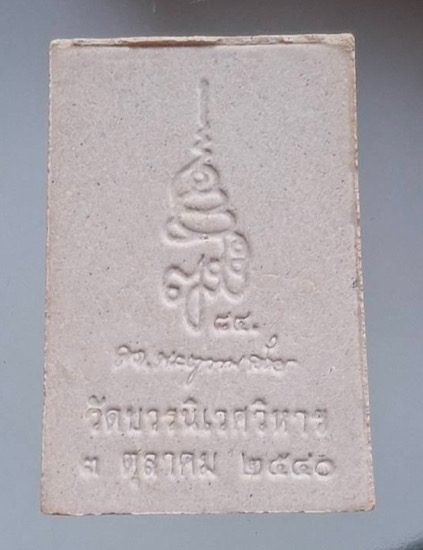 ๘๔.
วัดบวรนิเวศวิหาร
๓ ตุลาคม ๒๕๔๐